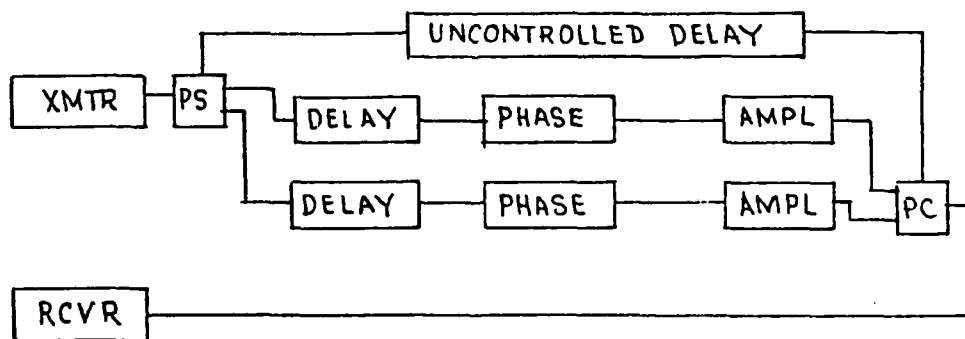 UNCONTROLLED DELAY
XMTR
PS
DELAY
PHASE
AMPL
DELAY
PHASE
AMPL
PC
RCVR